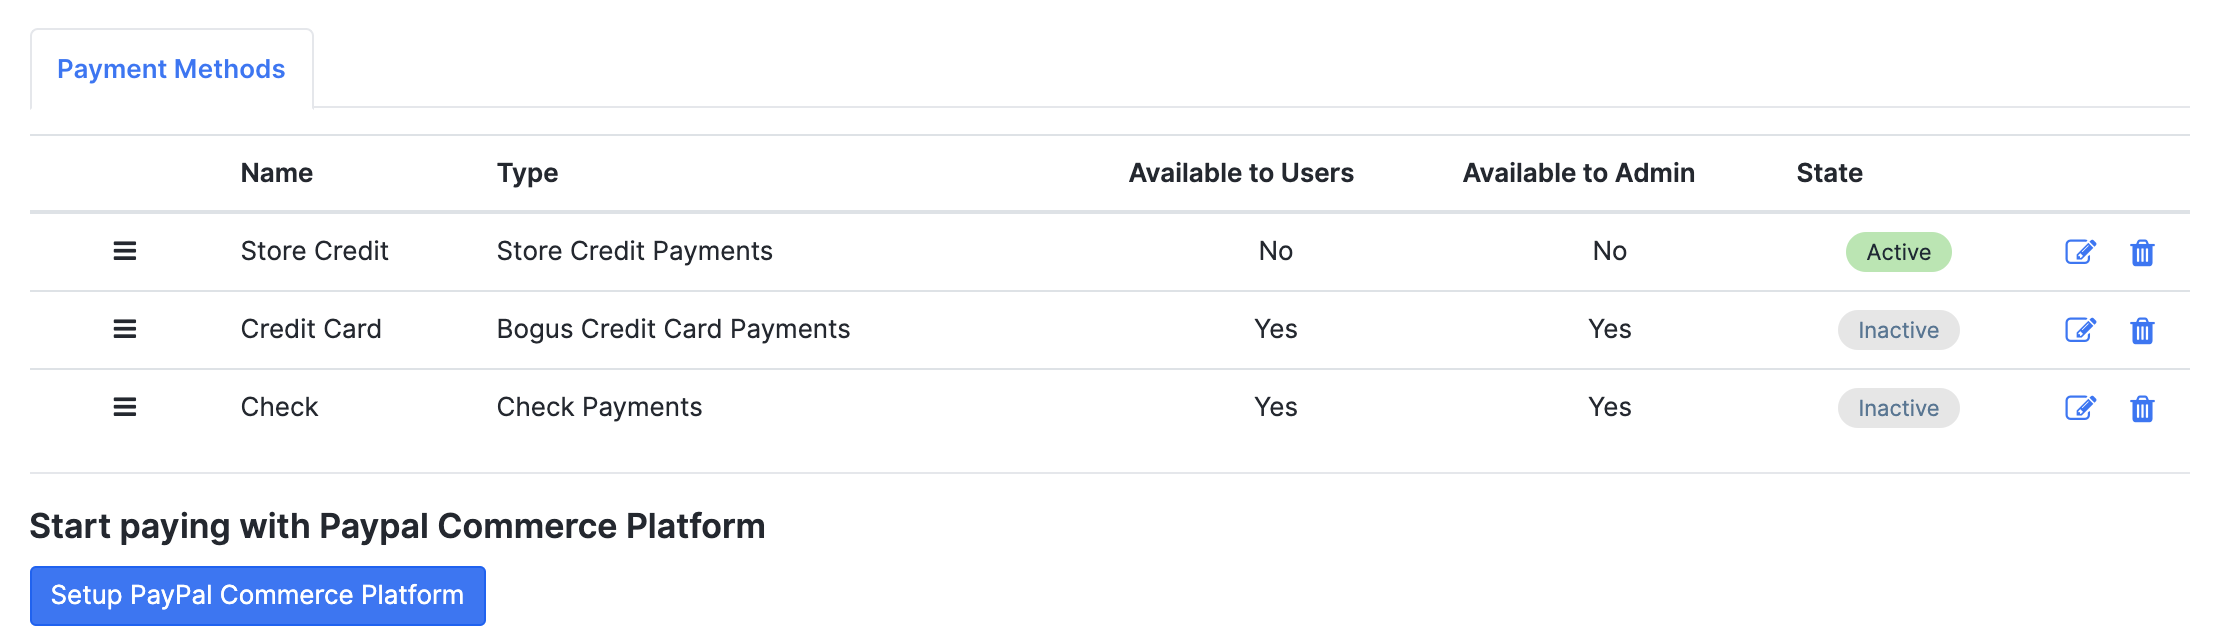 Payment Methods
Name Type Available to Users Available to Admin State
Store Credit Store Credit Payments No No Active
Credit Card Bogus Credit Card Payments Yes Yes Inactive
Check Check Payments Yes Yes Inactive
Start paying with Paypal Commerce Platform
Setup PayPal Commerce Platform